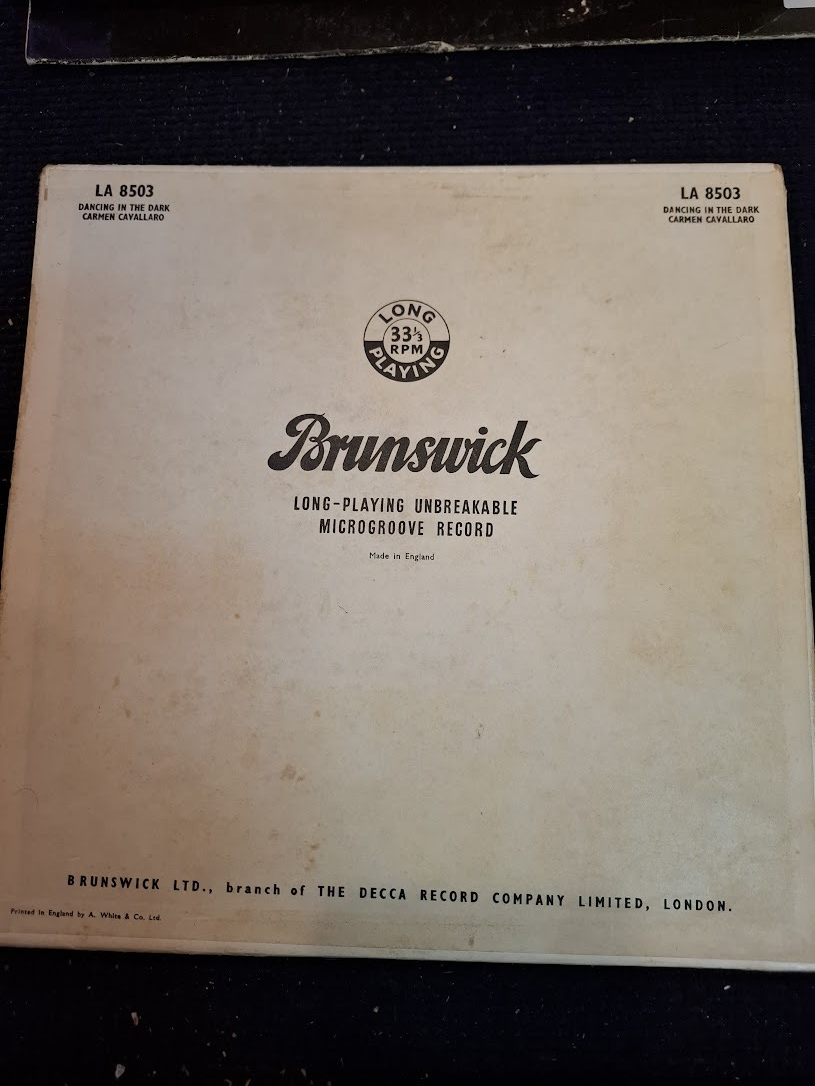 LA 8503
DANCING IN THE DARK
CARMEN CAVALLARO
LA 8503
DANCING IN THE DARK
CARMEN CAVALLARO
LONG
33⅓
RPM
PLAYING
Brunswick
LONG-PLAYING UNBREAKABLE
MICROGROOVE RECORD
Made in England
BRUNSWICK LTD., branch of THE DECCA RECORD COMPANY LIMITED, LONDON.
Printed in England by A. White & Co. Ltd.